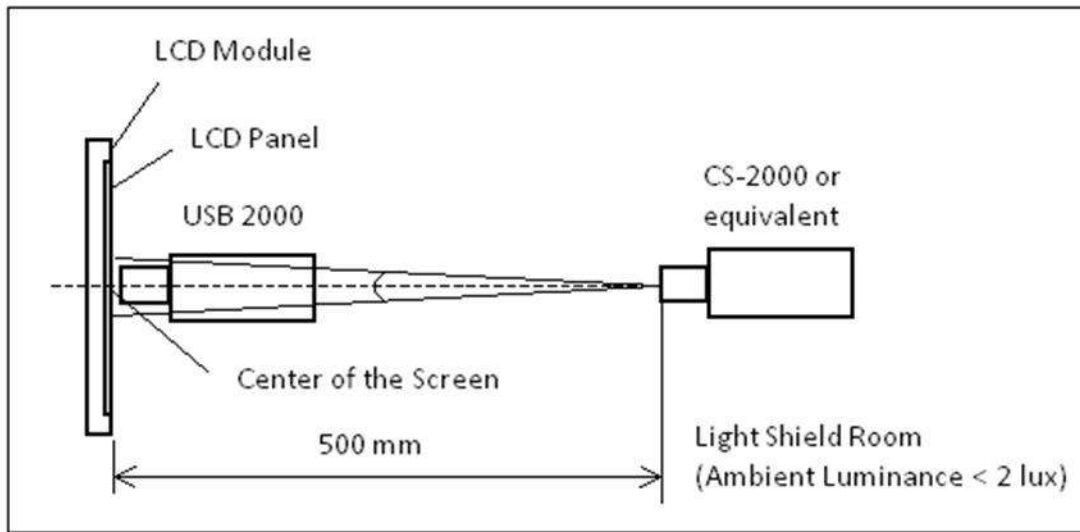 LCD Module
LCD Panel
USB 2000
CS-2000 or
equivalent
Center of the Screen
500 mm
Light Shield Room
(Ambient Luminance < 2 lux)